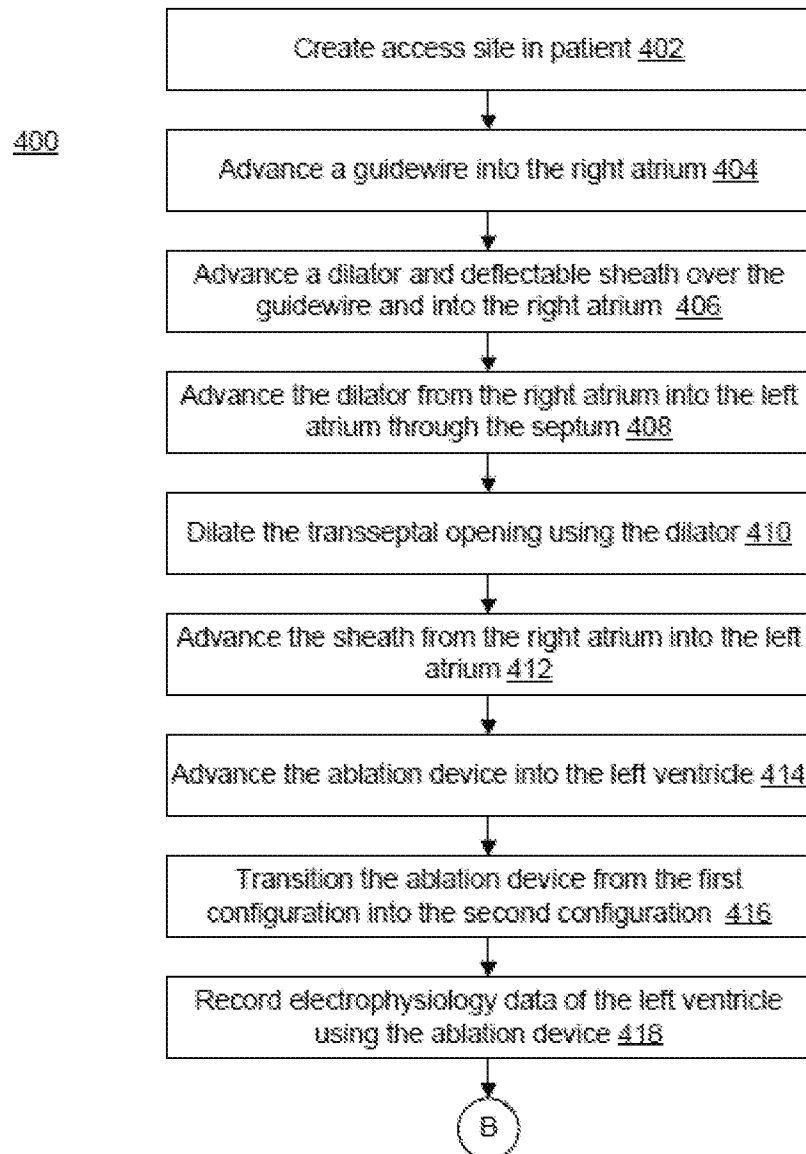 Create access site in patient 402
400
Advance a guidewire into the right atrium 404
Advance a dilator and deflectable sheath over the
guidewire and into the right atrium 406
Advance the dilator from the right atrium into the left
atrium through the septum 408
Dilate the transseptal opening using the dilator 410
Advance the sheath from the right atrium into the left
atrium 412
Advance the ablation device into the left ventricle 414
Transition the ablation device from the first
configuration into the second configuration 416
Record electrophysiology data of the left ventricle
using the ablation device 418
B